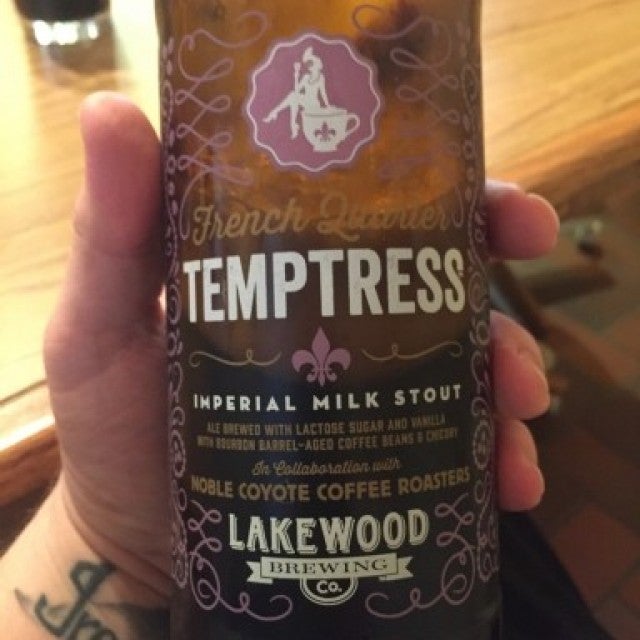 French Quarter
TEMPTRESS
IMPERIAL MILK STOUT
ALE BREWED WITH LACTOSE SUGAR AND VANILLA
WITH BOURBON BARREL-AGED COFFEE BEANS & CHICORY
In Collaboration with
NOBLE COYOTE COFFEE ROASTERS
LAKEWOOD
BREWING
Co.